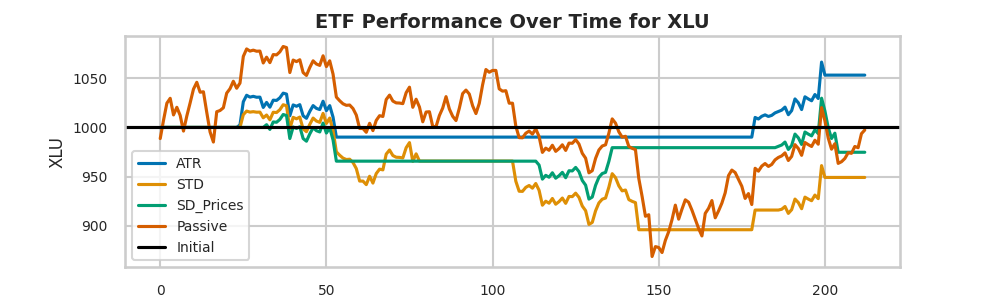 ETF Performance Over Time for XLU
XLU
1050
1000
950
900
ATR
STD
SD_Prices
Passive
Initial
0
50
100
150
200